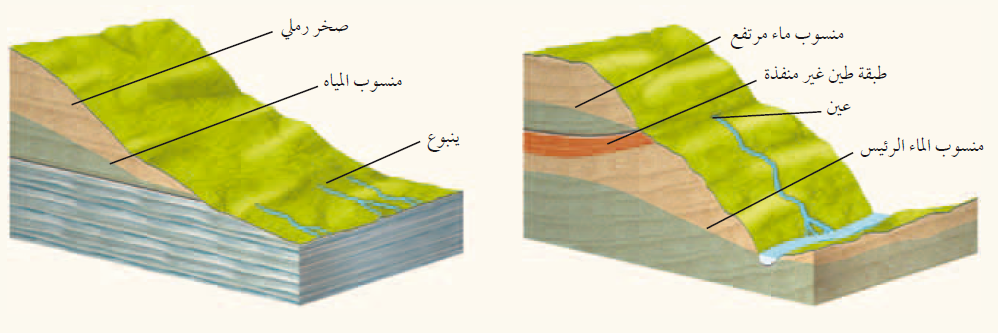 منسوب ماء مرتفع
طبقة طين غير منفذة
عين
منسوب الماء الرئيس
صخر رملي
منسوب المياه
ينبوع